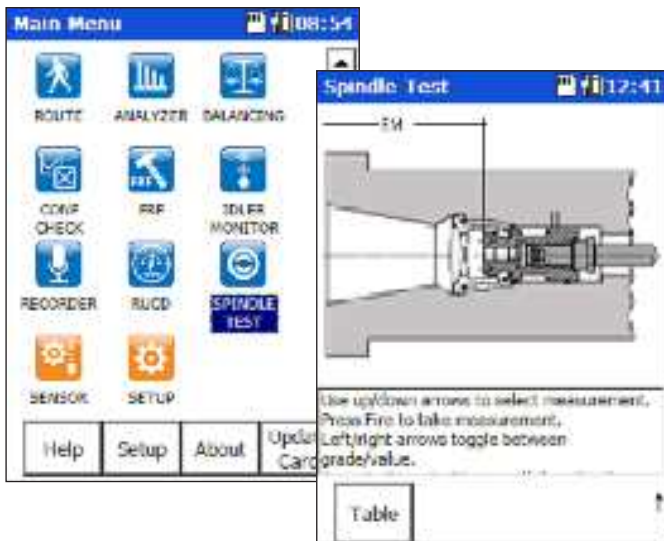 Main Menu 08:54
ROUTE ANALYZER BALANCING
CONF CHECK FRF IDLER MONITOR
RECORDER RUCD SPINDLE TEST
SENSOR SETUP
Help Setup About
Spindle Test 12:41
EM
Use up/down arrows to select measurement.
Press Fire to take measurement.
Left/right arrows toggle between
grade/value.
Table